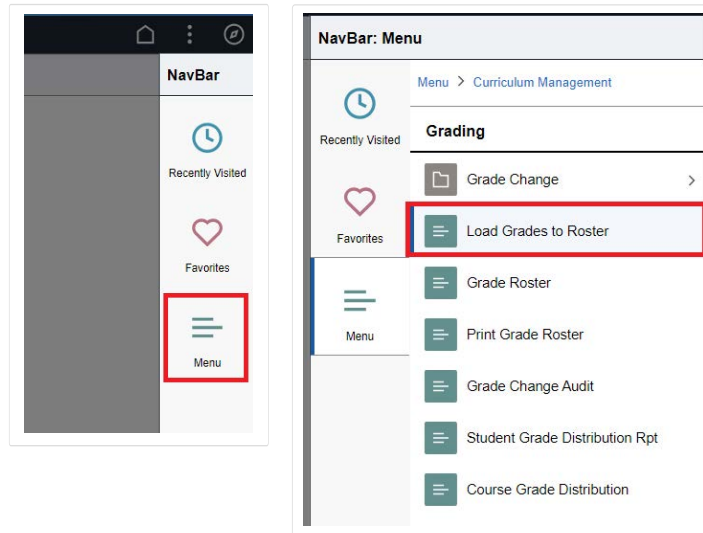 NavBar
Recently Visited
Favorites
Menu
NavBar: Menu
Recently Visited
Favorites
Menu
Menu > Curriculum Management
Grading
Grade Change
Load Grades to Roster
Grade Roster
Print Grade Roster
Grade Change Audit
Student Grade Distribution Rpt
Course Grade Distribution